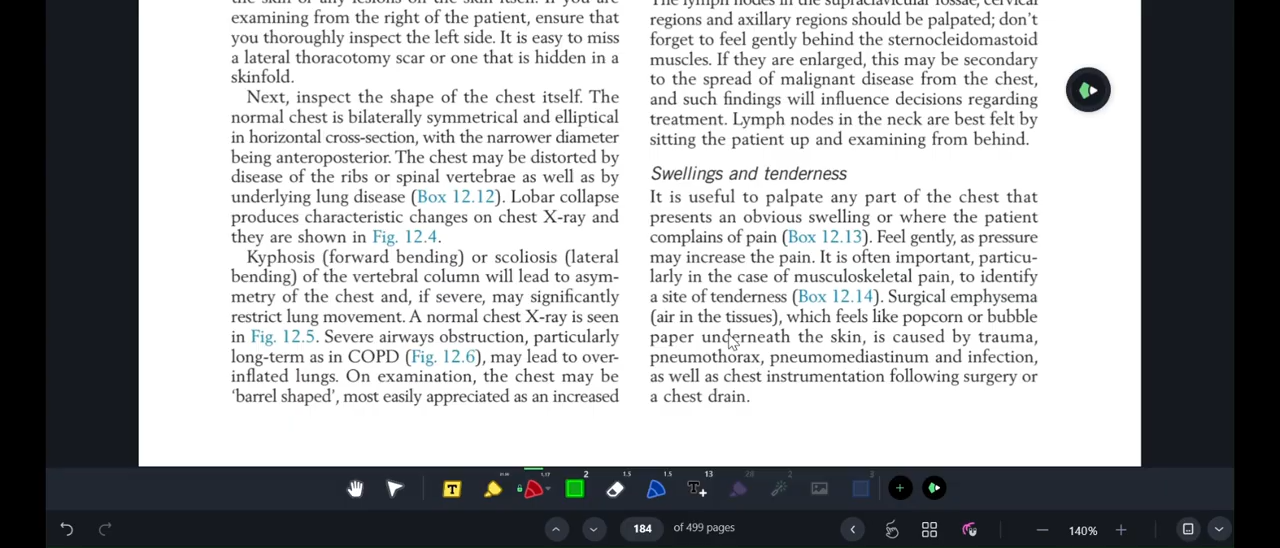 the skin or any lesions on the skin itself. If you are
examining from the right of the patient, ensure that
you thoroughly inspect the left side. It is easy to miss
a lateral thoracotomy scar or one that is hidden in a
skinfold.
Next, inspect the shape of the chest itself. The
normal chest is bilaterally symmetrical and elliptical
in horizontal cross-section, with the narrower diameter
being anteroposterior. The chest may be distorted by
disease of the ribs or spinal vertebrae as well as by
underlying lung disease (Box 12.12). Lobar collapse
produces characteristic changes on chest X-ray and
they are shown in Fig. 12.4.
Kyphosis (forward bending) or scoliosis (lateral
bending) of the vertebral column will lead to asym-
metry of the chest and, if severe, may significantly
restrict lung movement. A normal chest X-ray is seen
in Fig. 12.5. Severe airways obstruction, particularly
long-term as in COPD (Fig. 12.6), may lead to over-
inflated lungs. On examination, the chest may be
'barrel shaped', most easily appreciated as an increased
The lymph nodes in the supraclavicular fossae, cervical
regions and axillary regions should be palpated; don't
forget to feel gently behind the sternocleidomastoid
muscles. If they are enlarged, this may be secondary
to the spread of malignant disease from the chest,
and such findings will influence decisions regarding
treatment. Lymph nodes in the neck are best felt by
sitting the patient up and examining from behind.
Swellings and tenderness
It is useful to palpate any part of the chest that
presents an obvious swelling or where the patient
complains of pain (Box 12.13). Feel gently, as pressure
may increase the pain. It is often important, particu-
larly in the case of musculoskeletal pain, to identify
a site of tenderness (Box 12.14). Surgical emphysema
(air in the tissues), which feels like popcorn or bubble
paper underneath the skin, is caused by trauma,
pneumothorax, pneumomediastinum and infection,
as well as chest instrumentation following surgery or
a chest drain.
2 1.5 1.5 13
T T
184 of 499 pages 140%